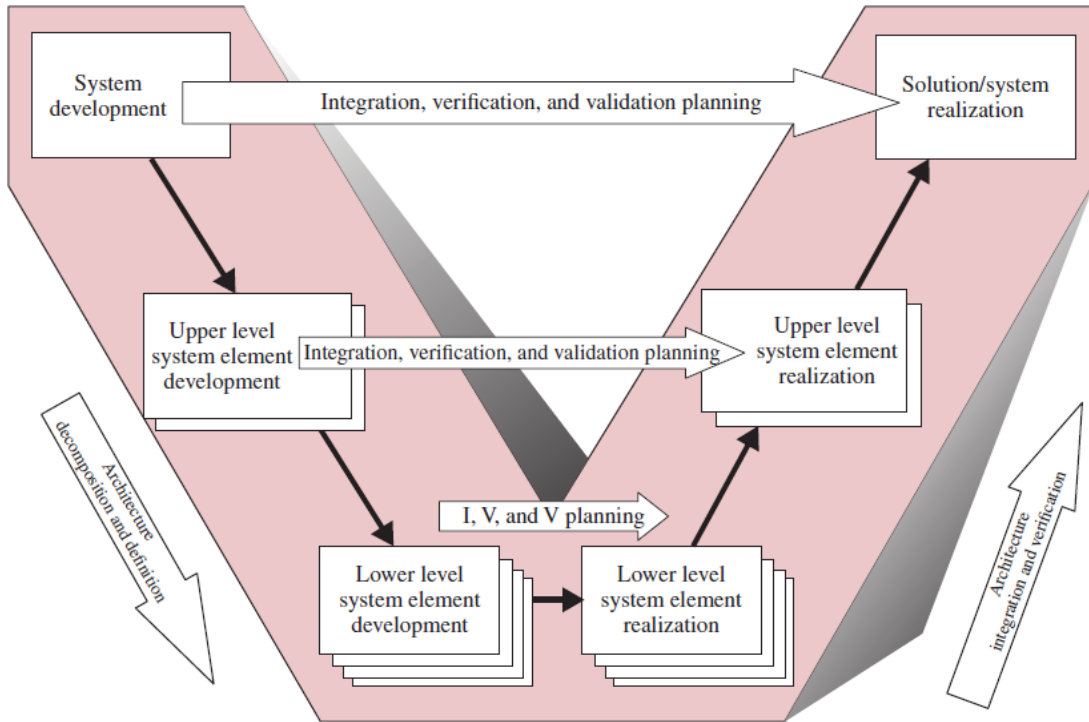 System
development
Integration, verification, and validation planning
Solution/system
realization
Upper level
system element
development
Integration, verification, and validation planning
Upper level
system element
realization
Architecture
decomposition and definition
I, V, and V planning
Architecture
integration and verification
Lower level
system element
development
Lower level
system element
realization